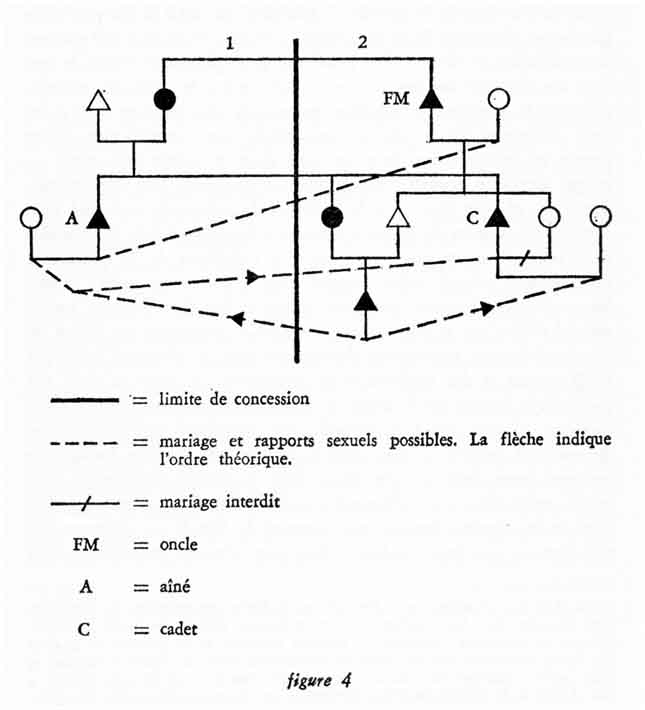 1 2
FM
A C
= limite de concession
= mariage et rapports sexuels possibles. La flèche indique
l'ordre théorique.
= mariage interdit
FM = oncle
A = aîné
C = cadet
figure 4